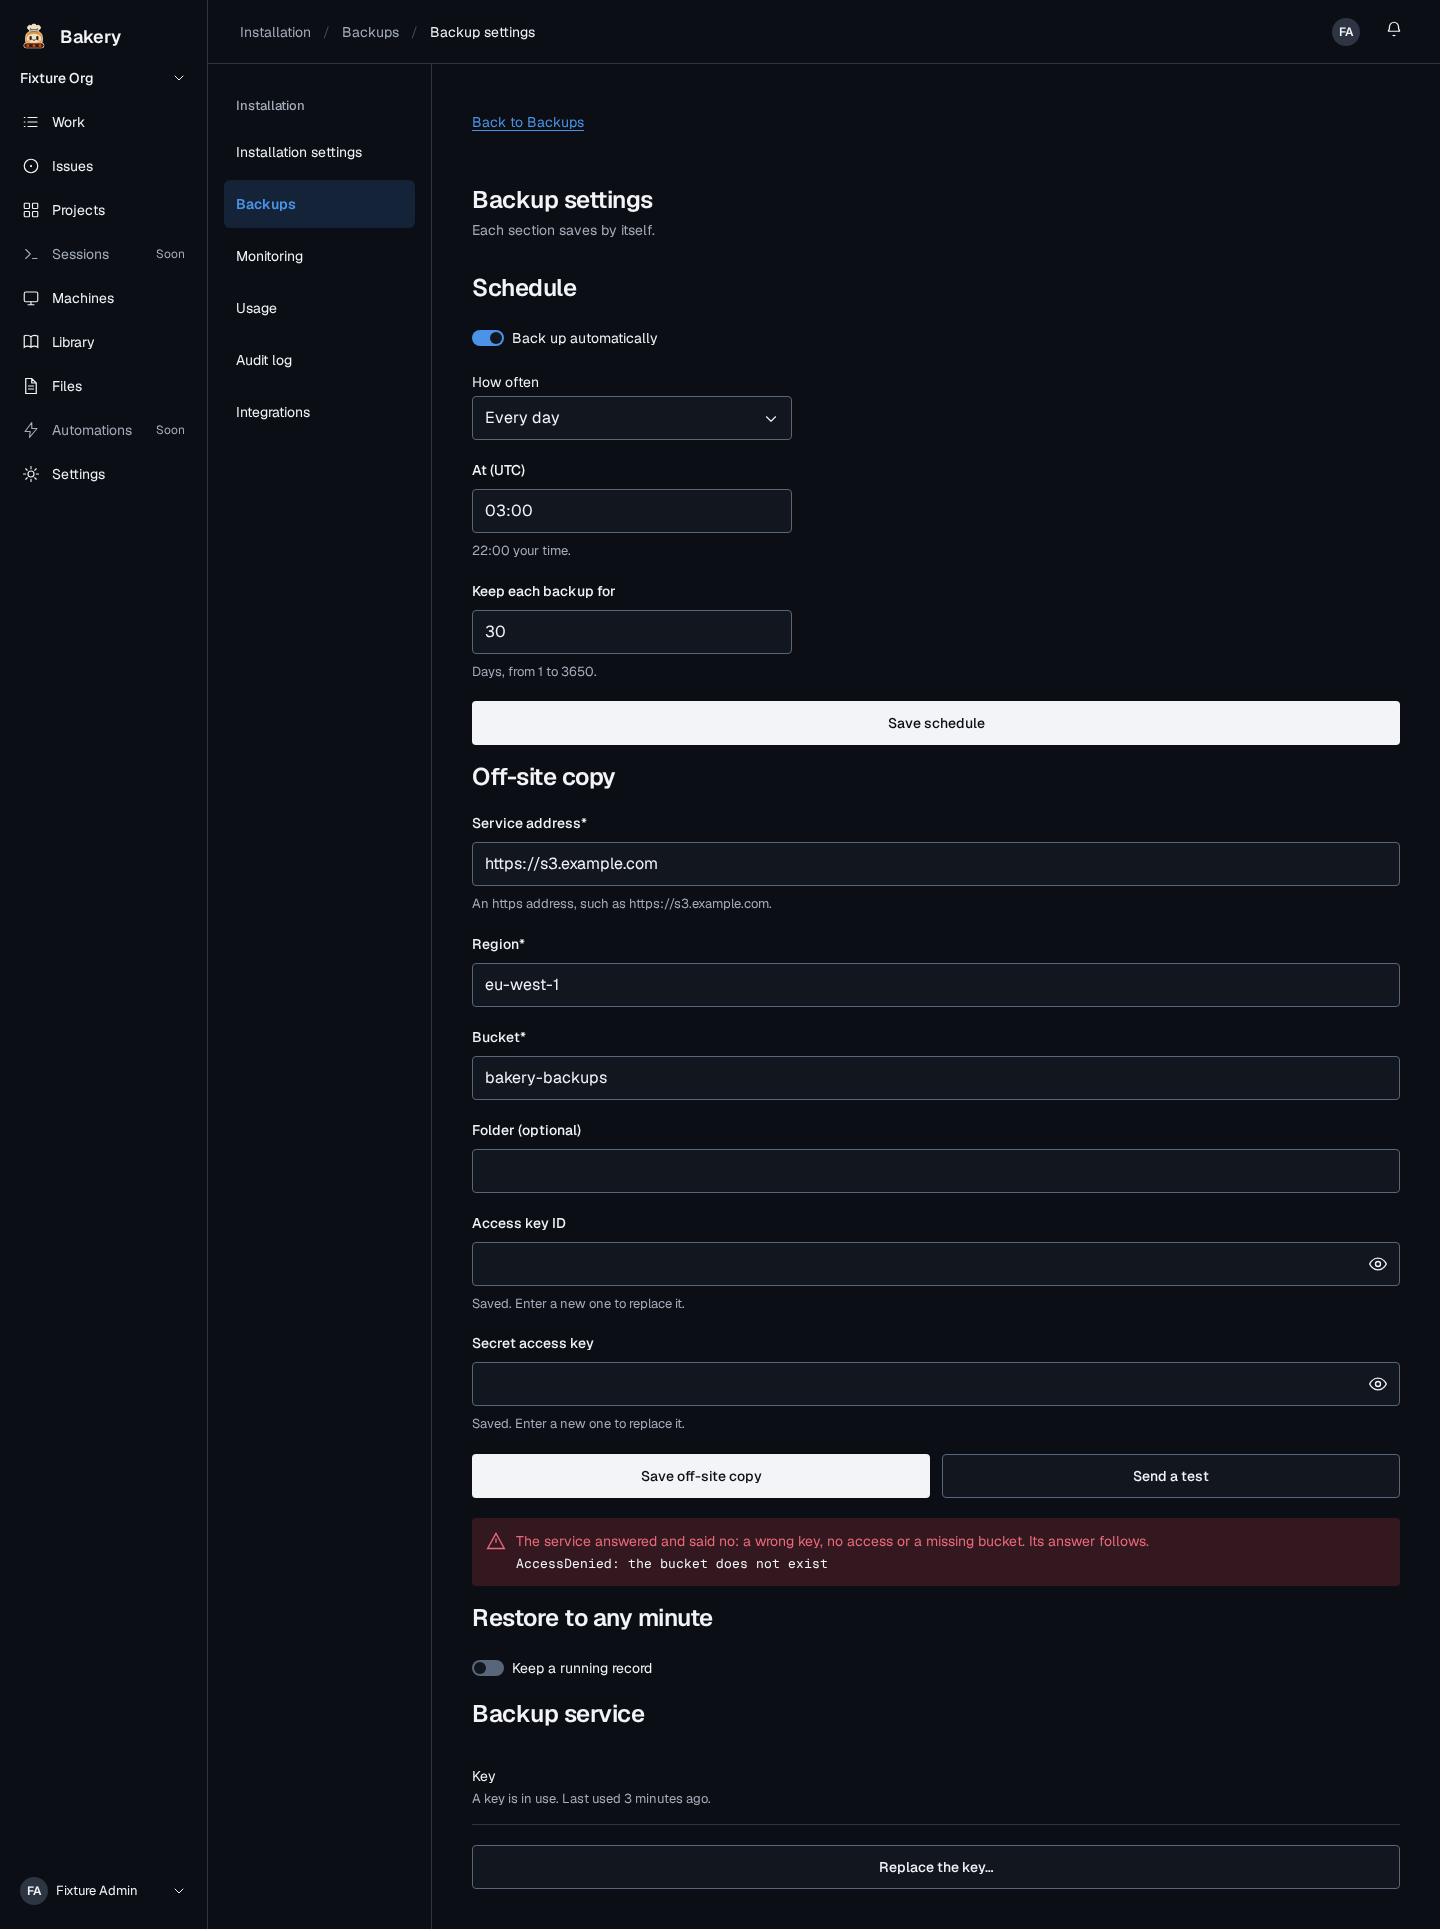 Bakery
Fixture Org
Work
Issues
Projects
Sessions Soon
Machines
Library
Files
Automations Soon
Settings
FA Fixture Admin
Installation / Backups / Backup settings
FA
Installation
Installation settings
Backups
Monitoring
Usage
Audit log
Integrations
Back to Backups
Backup settings
Each section saves by itself.
Schedule
Back up automatically
How often
Every day
At (UTC)
03:00
22:00 your time.
Keep each backup for
30
Days, from 1 to 3650.
Save schedule
Off-site copy
Service address*
https://s3.example.com
An https address, such as https://s3.example.com.
Region*
eu-west-1
Bucket*
bakery-backups
Folder (optional)
Access key ID
Saved. Enter a new one to replace it.
Secret access key
Saved. Enter a new one to replace it.
Save off-site copy
Send a test
The service answered and said no: a wrong key, no access or a missing bucket. Its answer follows.
AccessDenied: the bucket does not exist
Restore to any minute
Keep a running record
Backup service
Key
A key is in use. Last used 3 minutes ago.
Replace the key…